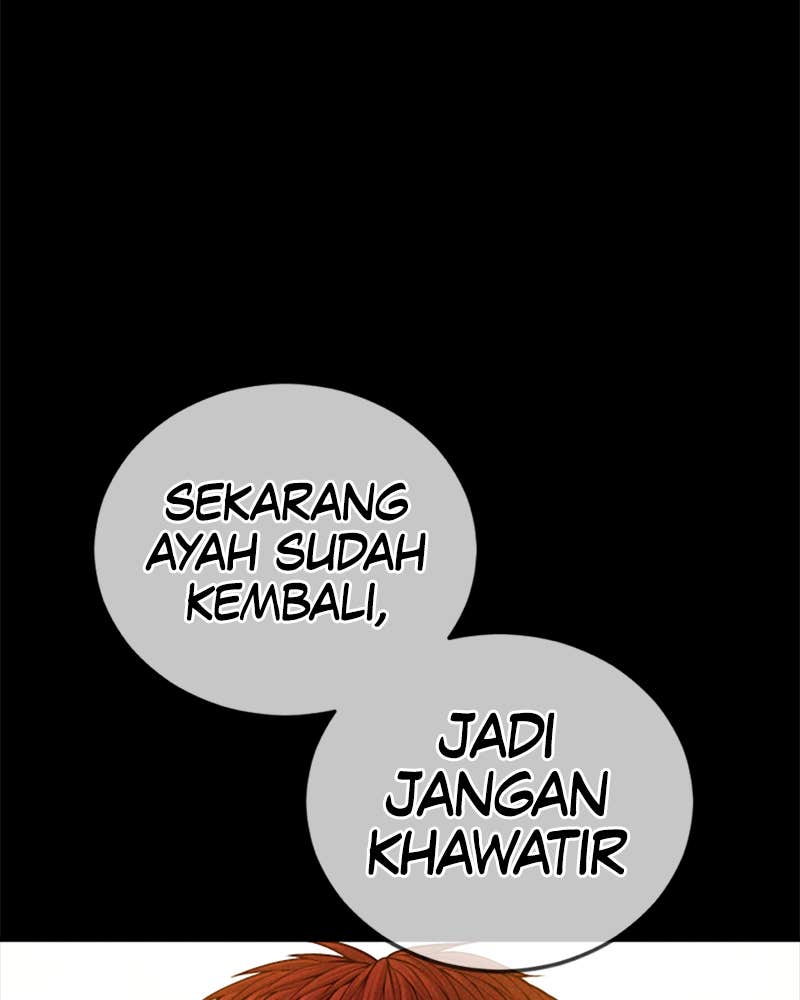 SEKARANG
AYAH SUDAH
KEMBALI,
JADI
JANGAN
KHAWATIR